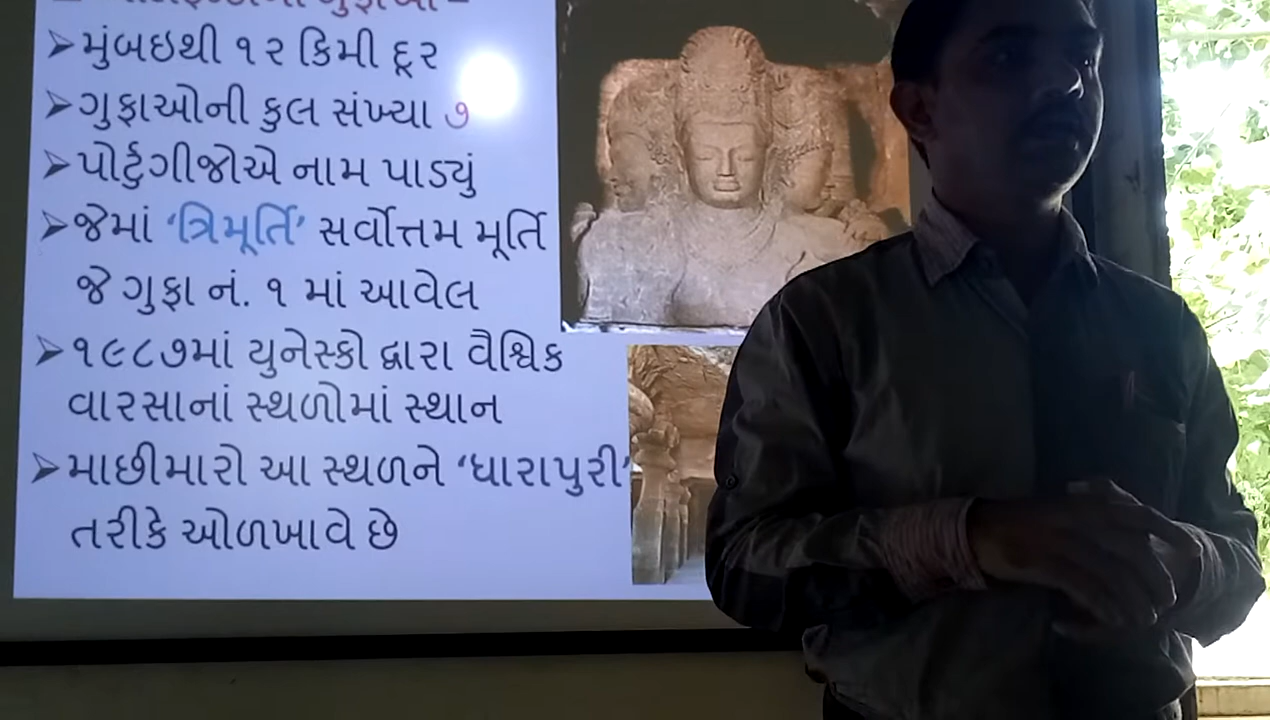 ➤મુંબઇથી ૧૨ કિમી દૂર
➤ગુફાઓની કુલ સંખ્યા ૭
➤પોર્ટુગીજોએ નામ પાડ્યું
➤જેમાં ‘ત્રિમૂર્તિ’ સર્વોત્તમ મૂર્તિ
જે ગુફા નં. ૧ માં આવેલ
➤૧૯૮૭માં યુનેસ્કો દ્વારા વૈશ્વિક
વારસાનાં સ્થળોમાં સ્થાન
➤માછીમારો આ સ્થળને ‘ધારાપુરી’
તરીકે ઓળખાવે છે